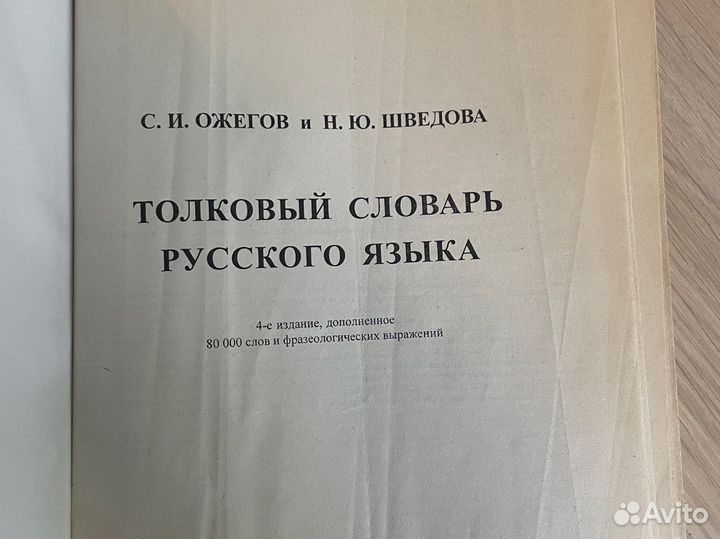 С. И. ОЖЕГОВ и Н. Ю. ШВЕДОВА
ТОЛКОВЫЙ СЛОВАРЬ
РУССКОГО ЯЗЫКА
4-е издание, дополненное
80 000 слов и фразеологических выражений
Avito